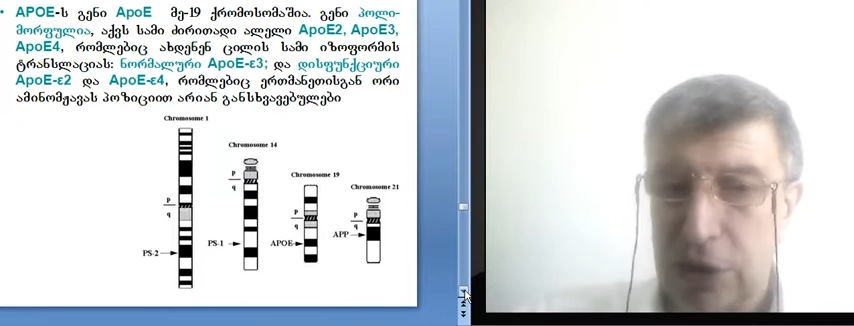 • APOE-ს გენი ApoE მე-19 ქრომოსომაშია. გენი პოლი-
მორფულია, აქვს სამი ძირითადი ალელი ApoE2, ApoE3,
ApoE4, რომლებიც ახდენენ ცილის სამი იზოფორმის
ტრანსლაციას: ნორმალური ApoE-ε3; და დისფუნქციური
ApoE-ε2 და ApoE-ε4, რომლებიც ერთმანეთისგან ორი
ამინომჟავას პოზიციით არიან განსხვავებულები
Chromosome 1
Chromosome 14
Chromosome 19
Chromosome 21
p
q
p
q
p
q
p
q
PS-2
PS-1
APOE
APP